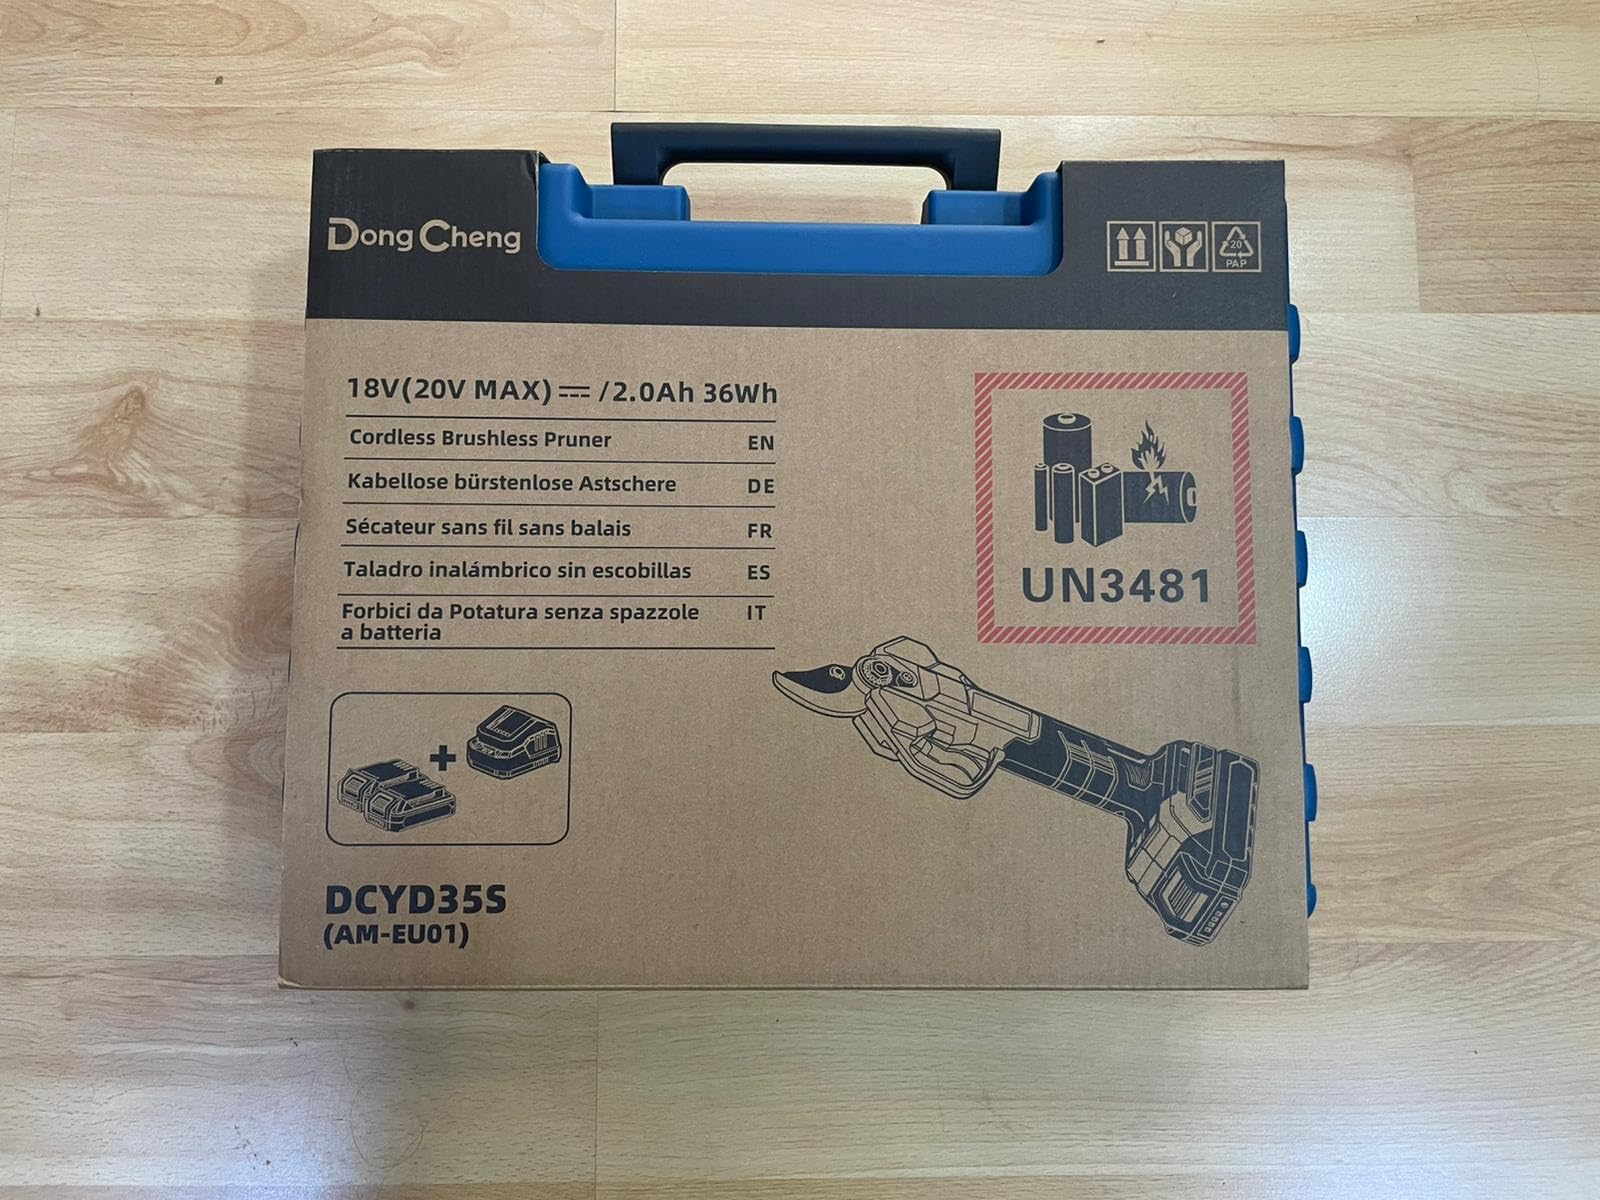 DongCheng
20
PAP
18V(20V MAX) ⎓ /2.0Ah 36Wh
Cordless Brushless Pruner EN
Kabellose bürstenlose Astschere DE
Sécateur sans fil sans balais FR
Taladro inalámbrico sin escobillas ES
Forbici da Potatura senza spazzole IT
a batteria
UN3481
DCYD35S
(AM-EU01)